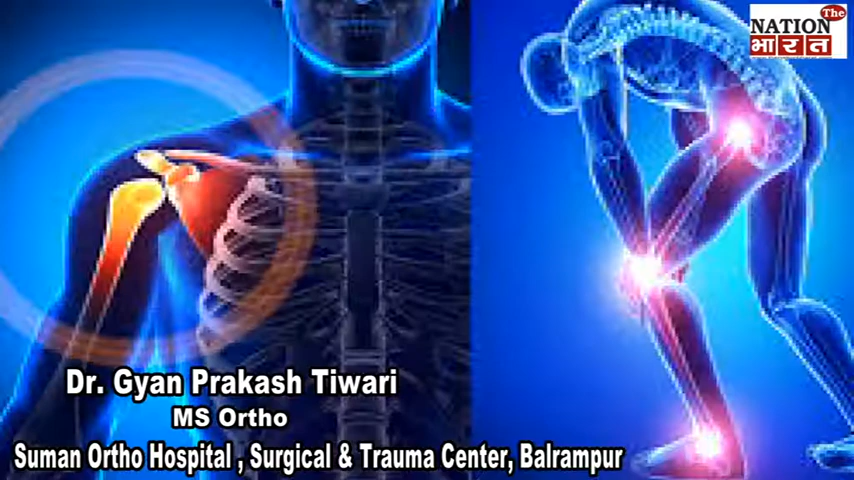 The
NATION
भारत
Dr. Gyan Prakash Tiwari
MS Ortho
Suman Ortho Hospital , Surgical & Trauma Center, Balrampur